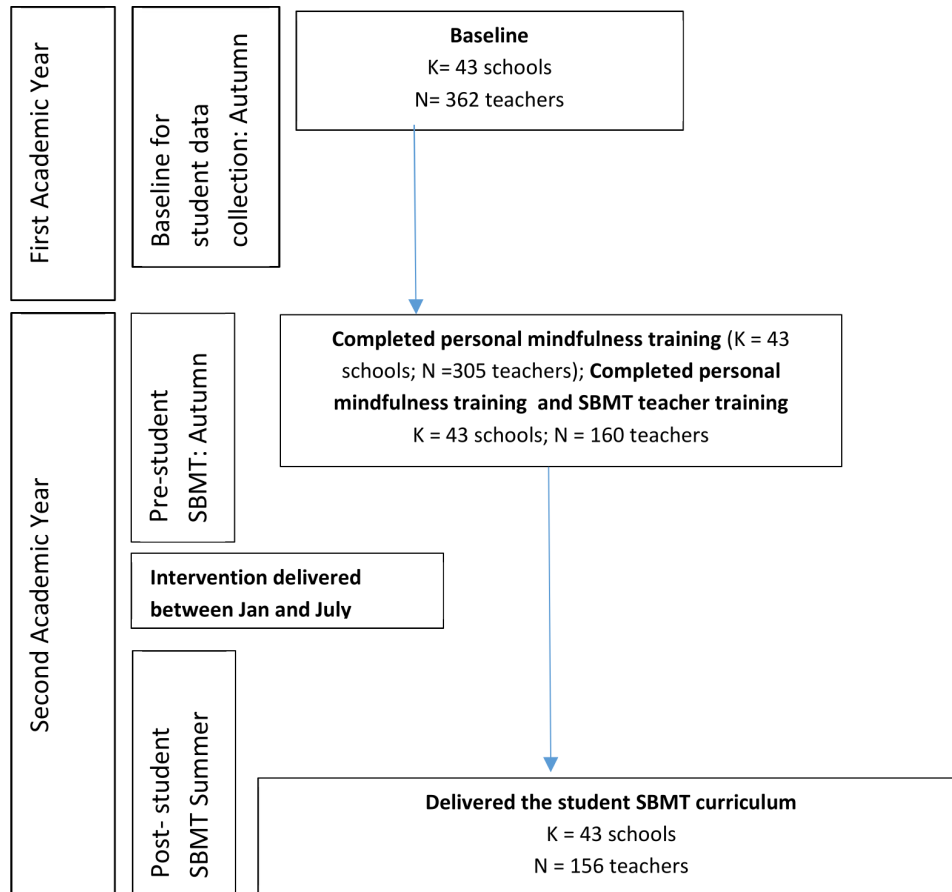 First Academic Year
Baseline for
student data
collection: Autumn
Baseline
K= 43 schools
N= 362 teachers
Second Academic Year
Pre-student
SBMT: Autumn
Completed personal mindfulness training (K = 43
schools; N =305 teachers); Completed personal
mindfulness training and SBMT teacher training
K = 43 schools; N = 160 teachers
Intervention delivered
between Jan and July
Post- student
SBMT Summer
Delivered the student SBMT curriculum
K = 43 schools
N = 156 teachers